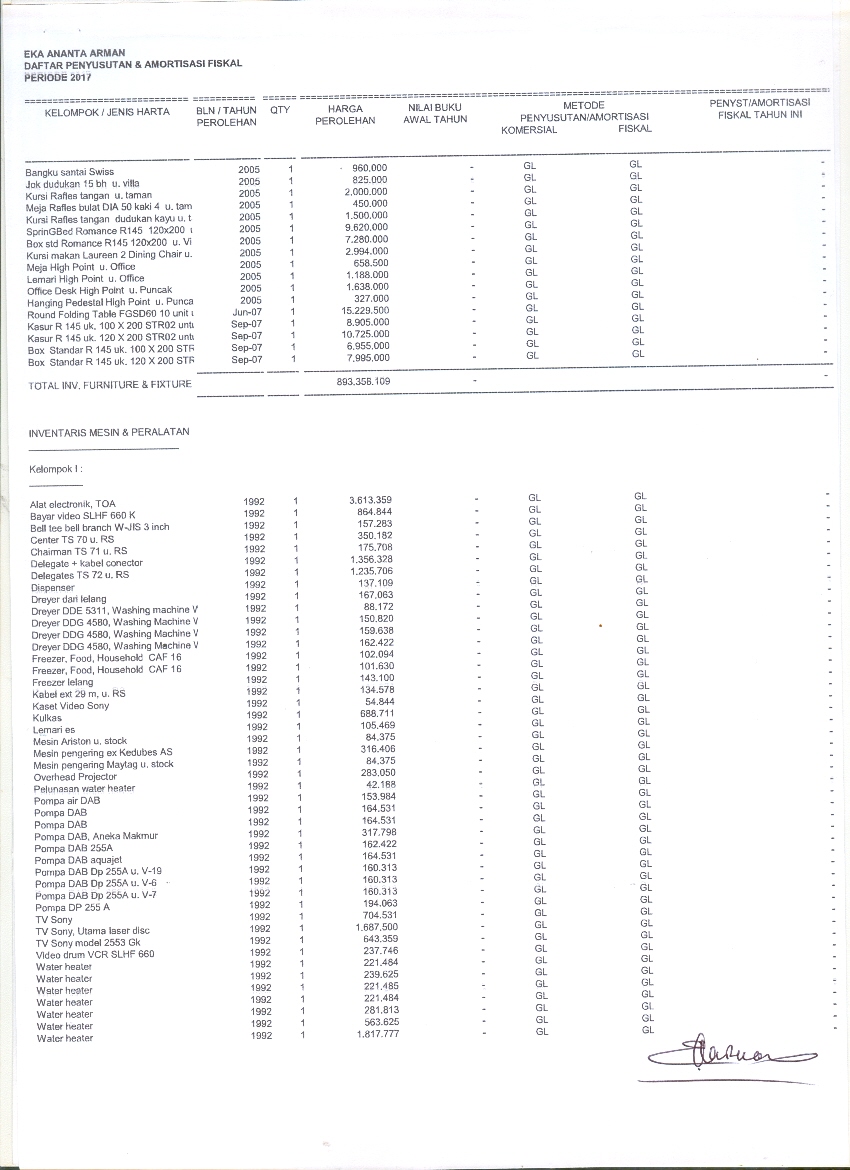 EKA ANANTA ARMAN
DAFTAR PENYUSUTAN & AMORTISASI FISKAL
PERIODE 2017
KELOMPOK / JENIS HARTA BLN / TAHUN PEROLEHAN QTY HARGA PEROLEHAN NILAI BUKU AWAL TAHUN METODE PENYUSUTAN/AMORTISASI KOMERSIAL FISKAL PENYST/AMORTISASI FISKAL TAHUN INI
Bangku santai Swiss 2005 1 960.000 - GL GL -
Jok dudukan 15 bh u. villa 2005 1 825.000 - GL GL -
Kursi Rafles tangan u. taman 2005 1 2.000.000 - GL GL -
Meja Rafles bulat DIA 50 kaki 4 u. tam 2005 1 450.000 - GL GL -
Kursi Rafles tangan dudukan kayu u. t 2005 1 1.500.000 - GL GL -
SprinGBed Romance R145 120x200 u 2005 1 9.620.000 - GL GL -
Box std Romance R145 120x200 u. Vi 2005 1 7.280.000 - GL GL -
Kursi makan Laureen 2 Dining Chair u. 2005 1 2.994.000 - GL GL -
Meja High Point u. Office 2005 1 658.500 - GL GL -
Lemari High Point u. Office 2005 1 1.188.000 - GL GL -
Office Desk High Point u. Puncak 2005 1 1.638.000 - GL GL -
Hanging Pedestal High Point u. Punca 2005 1 327.000 - GL GL -
Round Folding Table FGSD60 10 unit u Jun-07 1 15.229.500 - GL GL -
Kasur R 145 uk. 100 X 200 STR02 untu Sep-07 1 8.905.000 - GL GL -
Kasur R 145 uk. 120 X 200 STR02 untu Sep-07 1 10.725.000 - GL GL -
Box Standar R 145 uk. 100 X 200 STR Sep-07 1 6.955.000 - GL GL -
Box Standar R 145 uk. 120 X 200 STR Sep-07 1 7.995.000 - GL GL -
TOTAL INV. FURNITURE & FIXTURE 893.358.109 - -
INVENTARIS MESIN & PERALATAN
Kelompok I :
Alat electronik, TOA 1992 1 3.613.359 - GL GL -
Bayar video SLHF 660 K 1992 1 864.844 - GL GL -
Bell tee bell branch W-JIS 3 inch 1992 1 157.283 - GL GL -
Center TS 70 u. RS 1992 1 350.182 - GL GL -
Chairman TS 71 u. RS 1992 1 175.708 - GL GL -
Delegate + kabel conector 1992 1 1.356.328 - GL GL -
Delegates TS 72 u. RS 1992 1 1.235.706 - GL GL -
Dispenser 1992 1 137.109 - GL GL -
Dreyer dari lelang 1992 1 167.063 - GL GL -
Dreyer DDE 5311, Washing machine W 1992 1 88.172 - GL GL -
Dreyer DDG 4580, Washing Machine W 1992 1 150.820 - GL GL -
Dreyer DDG 4580, Washing Machine W 1992 1 159.638 - GL GL -
Dreyer DDG 4580, Washing Machine W 1992 1 162.422 - GL GL -
Freezer, Food, Household CAF 16 1992 1 102.094 - GL GL -
Freezer, Food, Household CAF 16 1992 1 101.630 - GL GL -
Freezer lelang 1992 1 143.100 - GL GL -
Kabel ext 29 m, u. RS 1992 1 134.578 - GL GL -
Kaset Video Sony 1992 1 54.844 - GL GL -
Kulkas 1992 1 688.711 - GL GL -
Lemari es 1992 1 105.469 - GL GL -
Mesin Ariston u. stock 1992 1 84.375 - GL GL -
Mesin pengering ex Kedubes AS 1992 1 316.406 - GL GL -
Mesin pengering Maytag u. stock 1992 1 84.375 - GL GL -
Overhead Projector 1992 1 283.050 - GL GL -
Pelunasan water heater 1992 1 42.188 - GL GL -
Pompa air DAB 1992 1 153.984 - GL GL -
Pompa DAB 1992 1 164.531 - GL GL -
Pompa DAB 1992 1 164.531 - GL GL -
Pompa DAB, Aneka Makmur 1992 1 317.798 - GL GL -
Pompa DAB 255A 1992 1 162.422 - GL GL -
Pompa DAB aquajet 1992 1 164.531 - GL GL -
Pompa DAB Dp 255A u. V-19 1992 1 160.313 - GL GL -
Pompa DAB Dp 255A u. V-6 1992 1 160.313 - GL GL -
Pompa DAB Dp 255A u. V-7 1992 1 160.313 - GL GL -
Pompa DP 255 A 1992 1 194.063 - GL GL -
TV Sony 1992 1 704.531 - GL GL -
TV Sony, Utama laser disc 1992 1 1.687.500 - GL GL -
TV Sony model 2553 Gk 1992 1 643.359 - GL GL -
Video drum VCR SLHF 660 1992 1 237.746 - GL GL -
Water heater 1992 1 221.484 - GL GL -
Water heater 1992 1 239.625 - GL GL -
Water heater 1992 1 221.485 - GL GL -
Water heater 1992 1 221.484 - GL GL -
Water heater 1992 1 281.813 - GL GL -
Water heater 1992 1 563.625 - GL GL -
Water heater 1992 1 1.817.777 - GL GL -